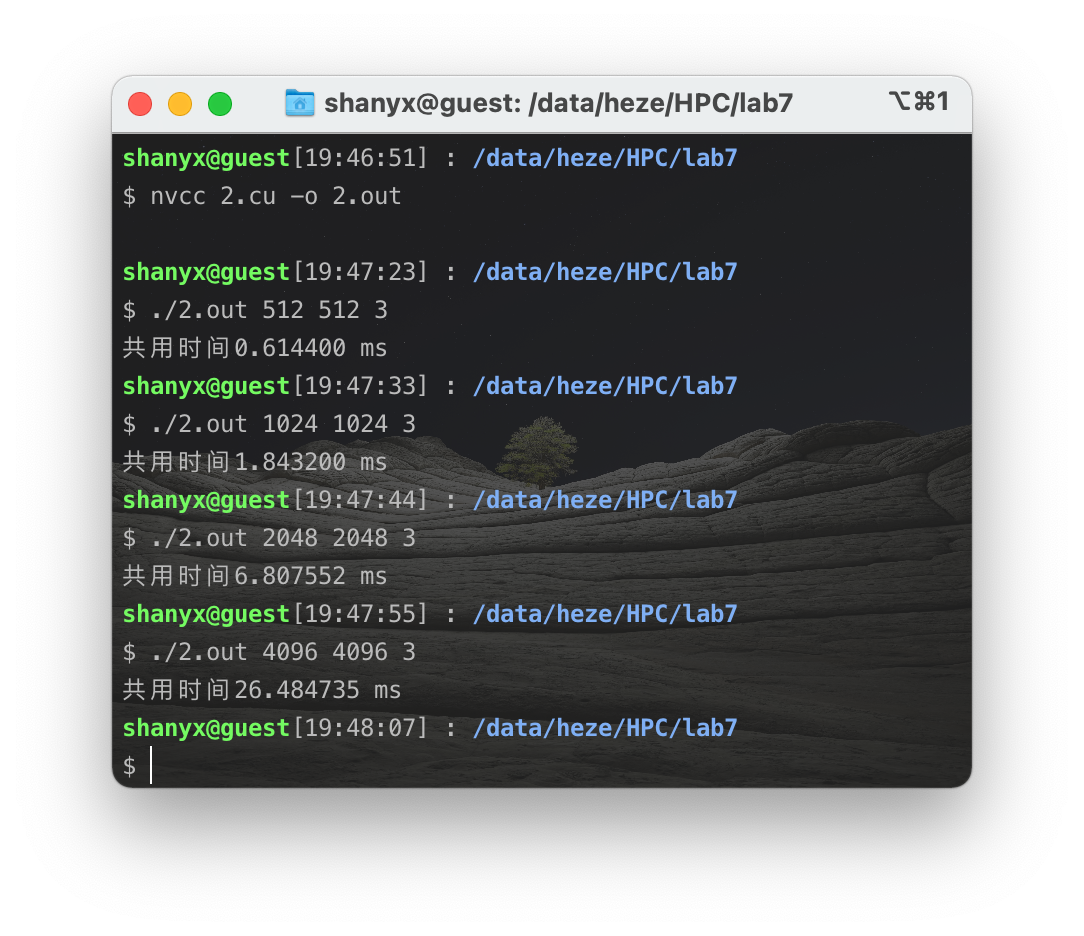 shanyx@guest: /data/heze/HPC/lab7 ⌥⌘1
shanyx@guest[19:46:51] : /data/heze/HPC/lab7
$ nvcc 2.cu -o 2.out
shanyx@guest[19:47:23] : /data/heze/HPC/lab7
$ ./2.out 512 512 3
共用时间0.614400 ms
shanyx@guest[19:47:33] : /data/heze/HPC/lab7
$ ./2.out 1024 1024 3
共用时间1.843200 ms
shanyx@guest[19:47:44] : /data/heze/HPC/lab7
$ ./2.out 2048 2048 3
共用时间6.807552 ms
shanyx@guest[19:47:55] : /data/heze/HPC/lab7
$ ./2.out 4096 4096 3
共用时间26.484735 ms
shanyx@guest[19:48:07] : /data/heze/HPC/lab7
$